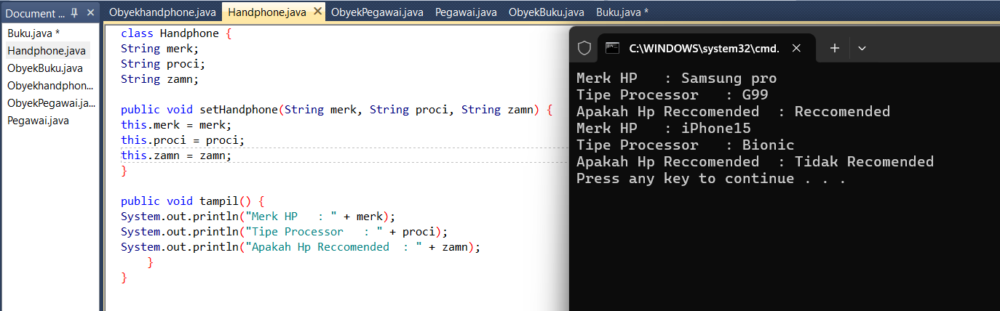 Document ...
Obyekhandphone.java Handphone.java ObyekPegawai.java Pegawai.java ObyekBuku.java Buku.java *
Buku.java *
Handphone.java
ObyekBuku.java
Obyekhandphon...
ObyekPegawai.ja...
Pegawai.java
class Handphone {
String merk;
String proci;
String zamn;
public void setHandphone(String merk, String proci, String zamn) {
this.merk = merk;
this.proci = proci;
this.zamn = zamn;
}
public void tampil() {
System.out.println("Merk HP   : " + merk);
System.out.println("Tipe Processor   : " + proci);
System.out.println("Apakah Hp Reccomended  : " + zamn);
}
}
C:\WINDOWS\system32\cmd.
Merk HP   : Samsung pro
Tipe Processor   : G99
Apakah Hp Reccomended  : Reccomended
Merk HP   : iPhone15
Tipe Processor   : Bionic
Apakah Hp Reccomended  : Tidak Recomended
Press any key to continue . . .